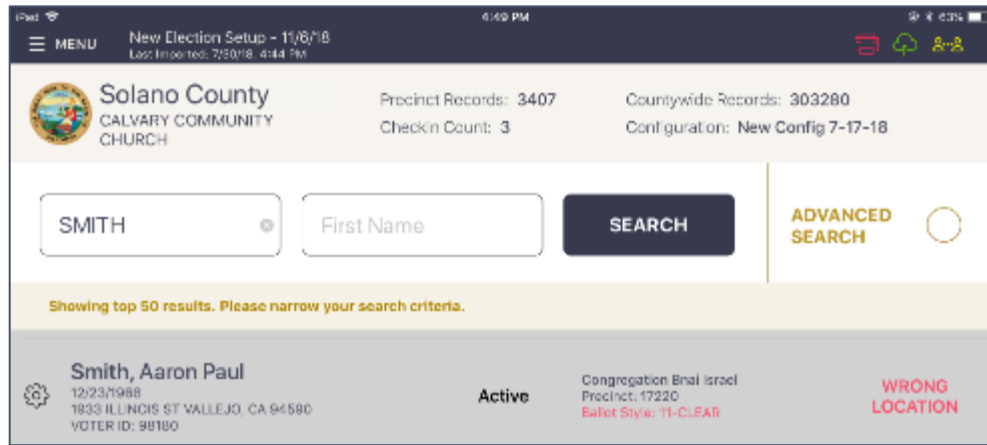 iPad 4:49 PM 63%
MENU New Election Setup - 11/6/18
Last Imported: 7/30/18, 4:44 PM
Solano County
CALVARY COMMUNITY
CHURCH
Precinct Records: 3407
Checkin Count: 3
Countywide Records: 303280
Configuration: New Config 7-17-18
SMITH First Name SEARCH
ADVANCED
SEARCH
Showing top 50 results. Please narrow your search criteria.
Smith, Aaron Paul
12/23/1988
1833 ILLINOIS ST VALLEJO, CA 94590
VOTER ID: 98180
Active
Congregation Bnai Israel
Precinct: 17220
Ballot Style: 11-CLEAR
WRONG
LOCATION